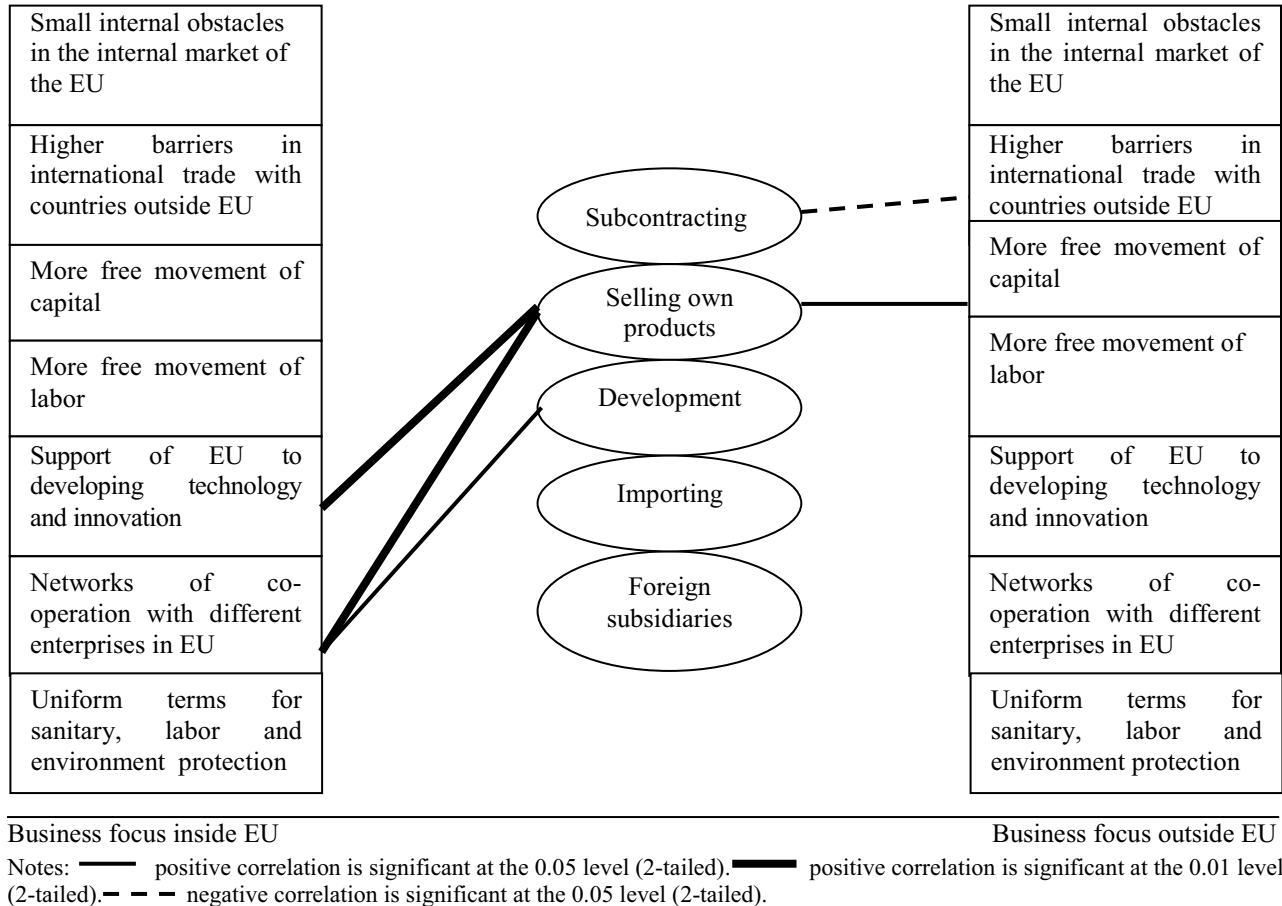 Small internal obstacles
in the internal market of
the EU
Higher barriers in
international trade with
countries outside EU
More free movement of
capital
More free movement of
labor
Support of EU to
developing technology
and innovation
Networks of co-
operation with different
enterprises in EU
Uniform terms for
sanitary, labor and
environment protection
Subcontracting
Selling own
products
Development
Importing
Foreign
subsidiaries
Small internal obstacles
in the internal market of
the EU
Higher barriers in
international trade with
countries outside EU
More free movement of
capital
More free movement of
labor
Support of EU to
developing technology
and innovation
Networks of co-
operation with different
enterprises in EU
Uniform terms for
sanitary, labor and
environment protection
Business focus inside EU
Business focus outside EU
Notes: positive correlation is significant at the 0.05 level (2-tailed). positive correlation is significant at the 0.01 level
(2-tailed). negative correlation is significant at the 0.05 level (2-tailed).